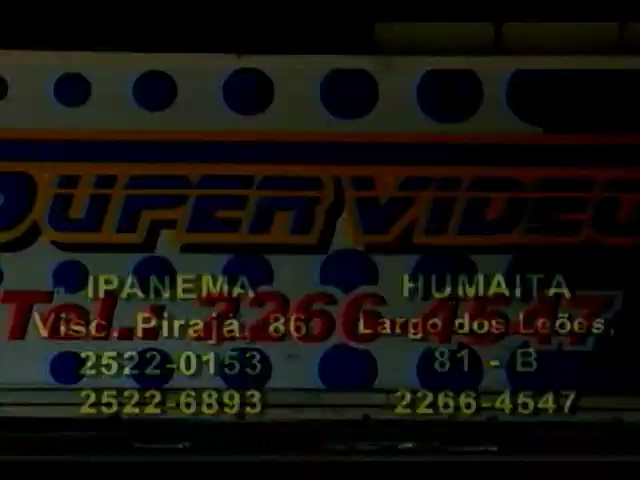 DUPER VIDEO
Tel.: 2266-4547
IPANEMA
Visc. Pirajá, 86
2522-0153
2522-6893
HUMAITA
Largo dos Leões,
81 - B
2266-4547